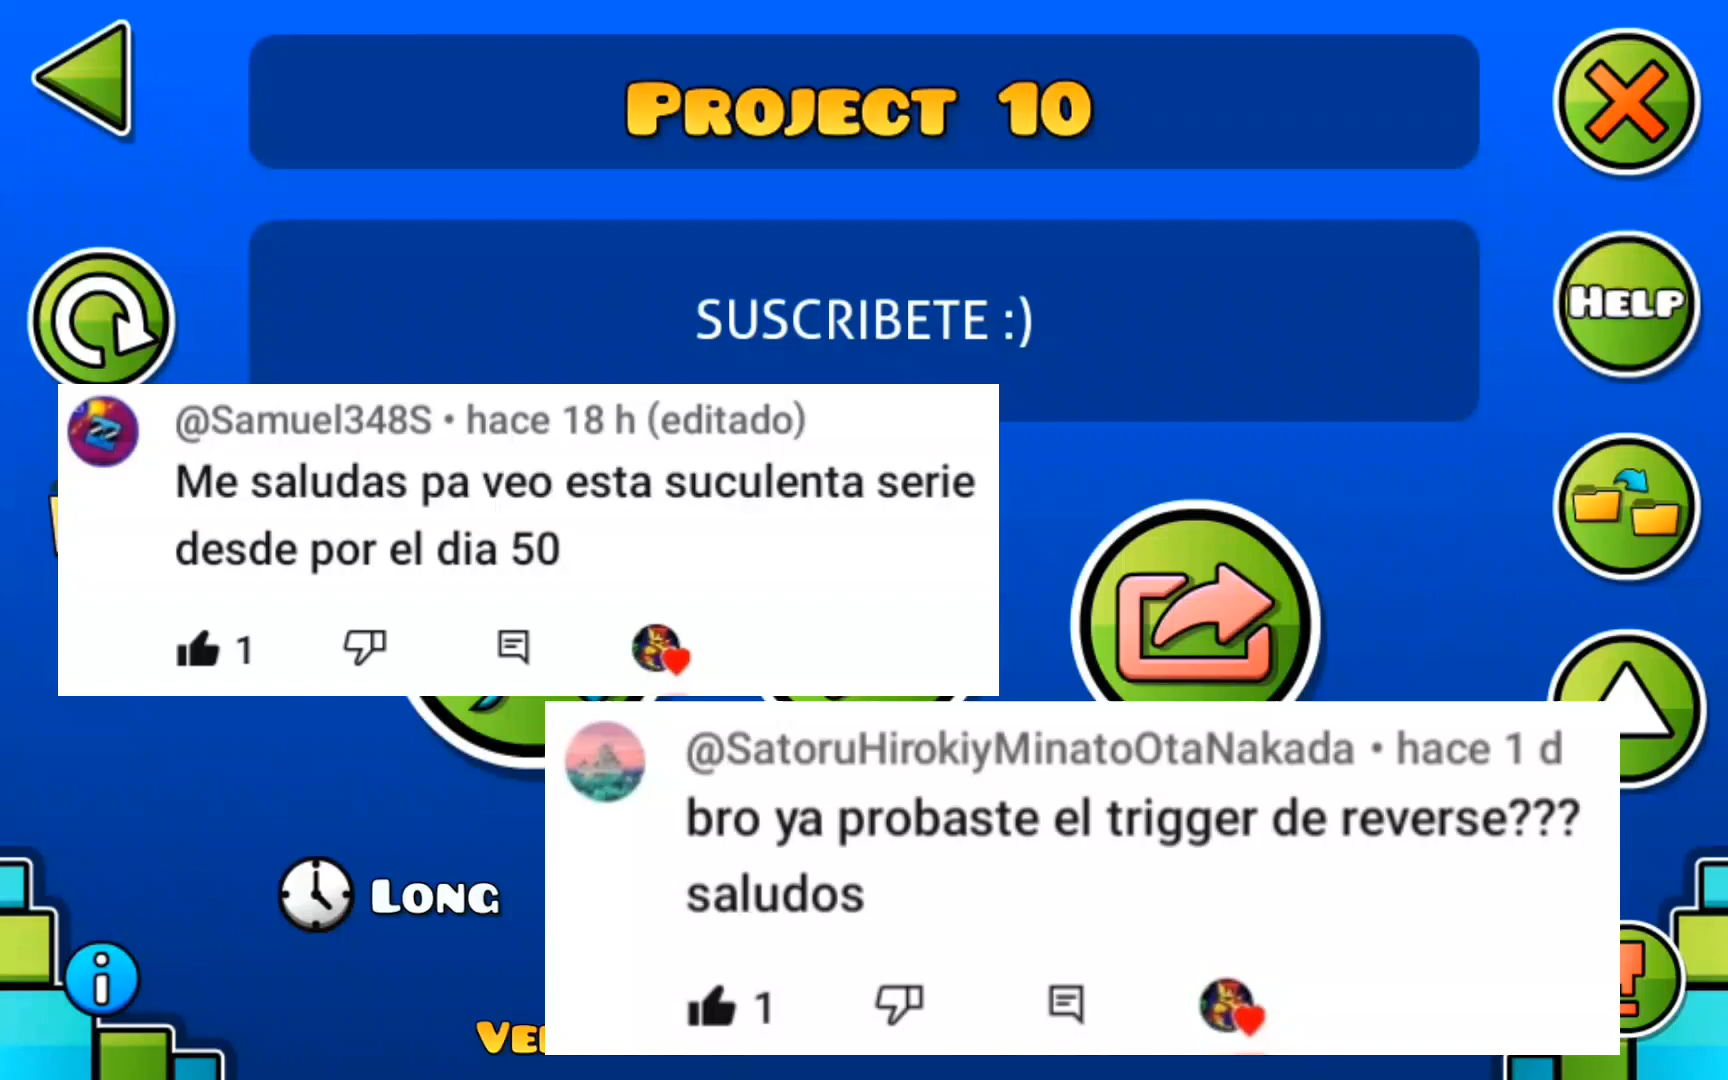 PROJECT 10
SUSCRIBETE :)
HELP
@Samuel348S • hace 18 h (editado)
Me saludas pa veo esta suculenta serie
desde por el dia 50
1
@SatoruHirokiyMinatoOtaNakada • hace 1 d
bro ya probaste el trigger de reverse???
saludos
LONG
1